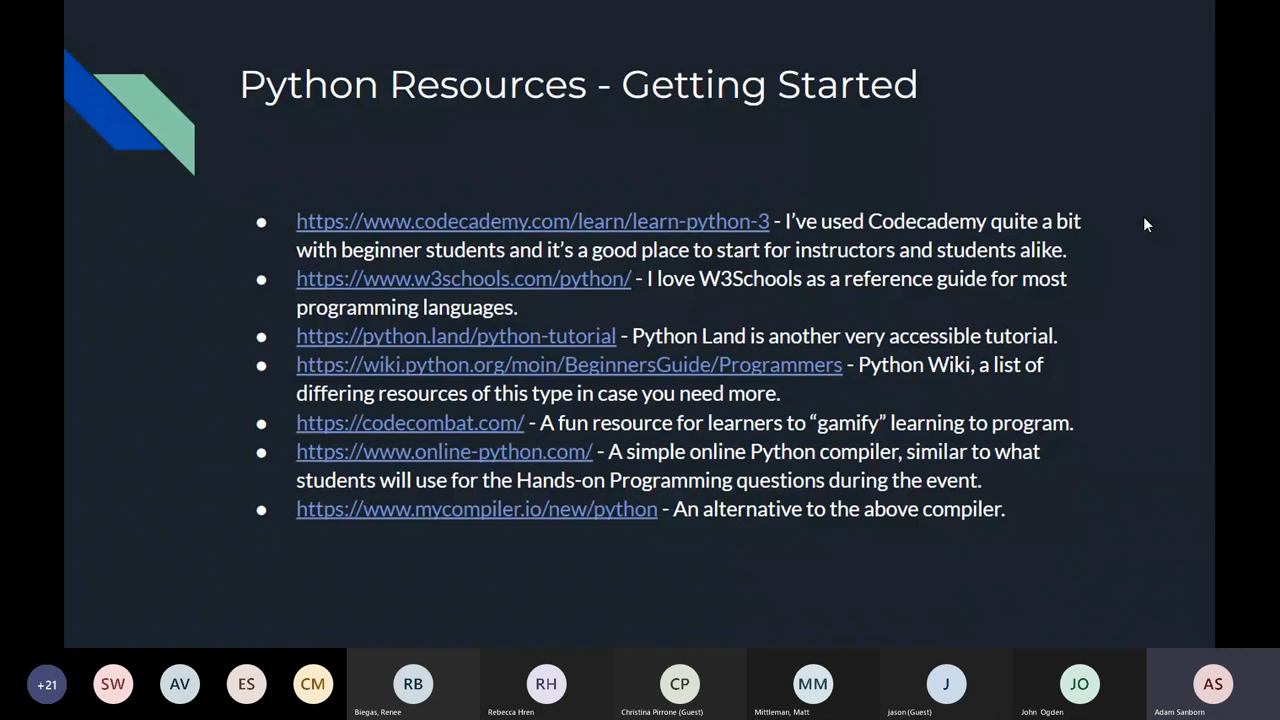 Python Resources - Getting Started
● https://www.codecademy.com/learn/learn-python-3 - I’ve used Codecademy quite a bit
with beginner students and it’s a good place to start for instructors and students alike.
● https://www.w3schools.com/python/ - I love W3Schools as a reference guide for most
programming languages.
● https://python.land/python-tutorial - Python Land is another very accessible tutorial.
● https://wiki.python.org/moin/BeginnersGuide/Programmers - Python Wiki, a list of
differing resources of this type in case you need more.
● https://codecombat.com/ - A fun resource for learners to “gamify” learning to program.
● https://www.online-python.com/ - A simple online Python compiler, similar to what
students will use for the Hands-on Programming questions during the event.
● https://www.mycompiler.io/new/python - An alternative to the above compiler.
+21 SW AV ES CM RB RH CP MM J JO AS
Biegas, Renee Rebecca Hren Christina Pirrone (Guest) Mittleman, Matt jason (Guest) John Ogden Adam Sanborn